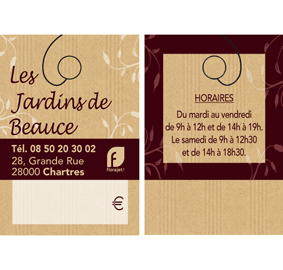 Les
Jardins de
Beauce
Tél. 08 50 20 30 02
28, Grande Rue
28000 Chartres
florajet
€
HORAIRES
Du mardi au vendredi
de 9h à 12h et de 14h à 19h.
Le samedi de 9h à 12h30
et de 14h à 18h30.